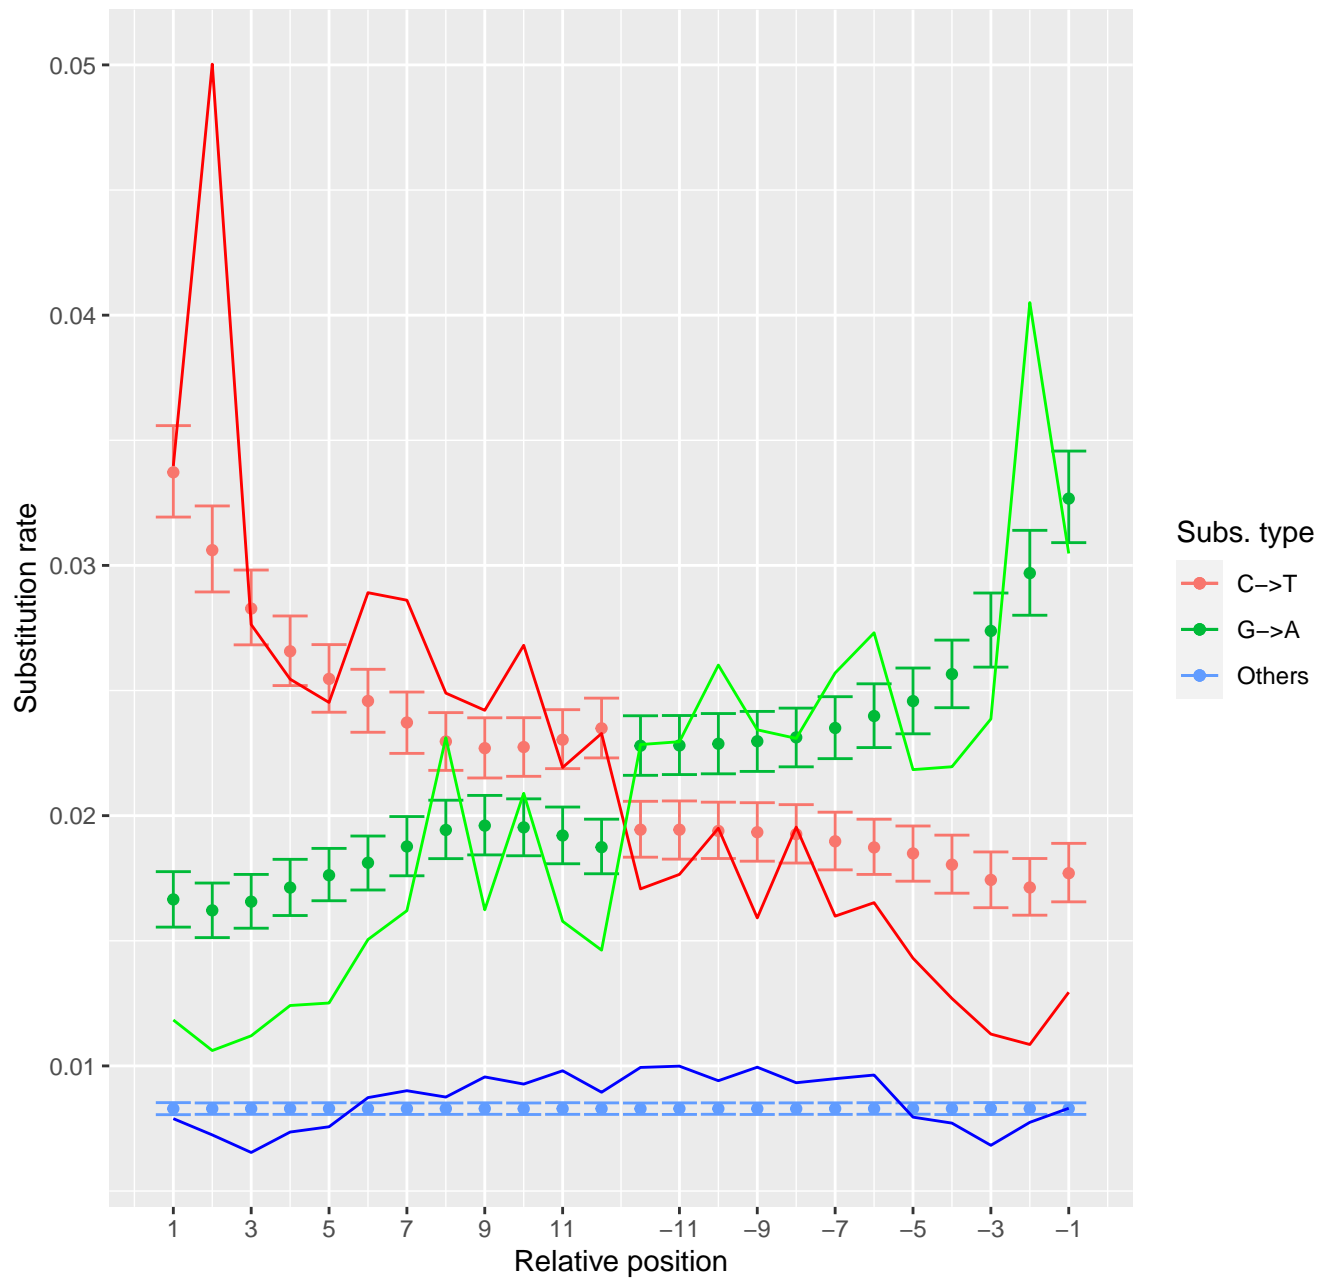 0.05
0.04
0.03
0.02
0.01
Substitution rate
1 3 5 7 9 11 −11 −9 −7 −5 −3 −1
Relative position
Subs. type
C−>T
G−>A
Others